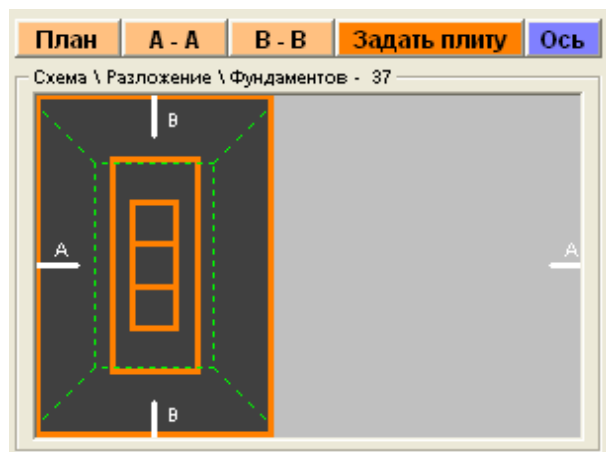 План A - A B - B Задать плиту Ось
Схема \ Разложение \ Фундаментов - 37
B
A A
B